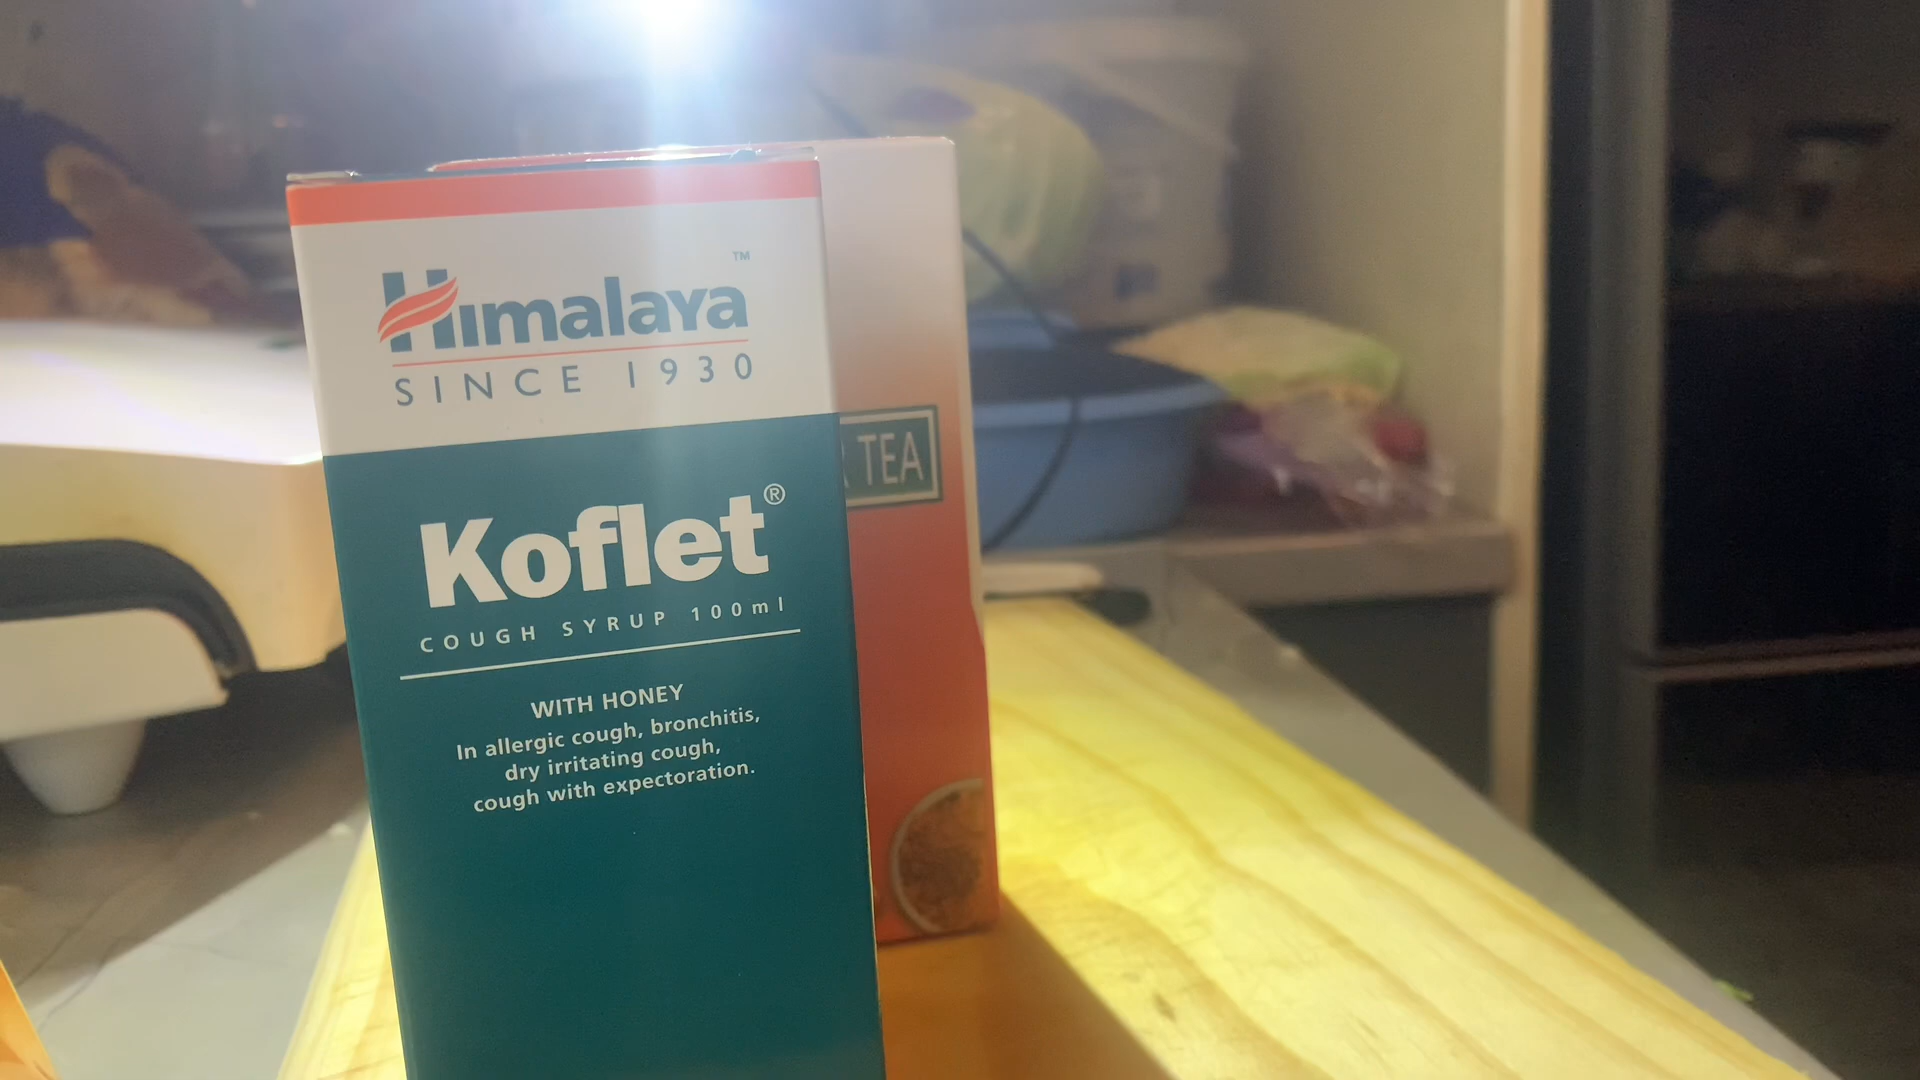 Himalaya™
SINCE 1930
Koflet®
COUGH SYRUP 100ml
WITH HONEY
In allergic cough, bronchitis,
dry irritating cough,
cough with expectoration.
TEA